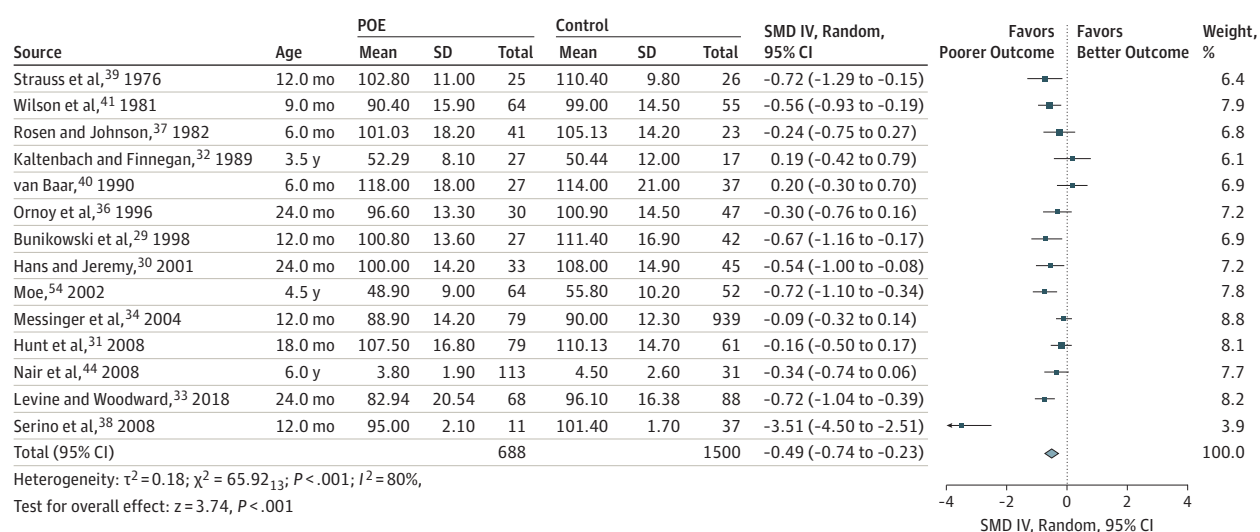 POE Control
Source Age Mean SD Total Mean SD Total SMD IV, Random, 95% CI Favors Poorer Outcome Favors Better Outcome Weight, %
Strauss et al,39 1976 12.0 mo 102.80 11.00 25 110.40 9.80 26 -0.72 (-1.29 to -0.15) 6.4
Wilson et al,41 1981 9.0 mo 90.40 15.90 64 99.00 14.50 55 -0.56 (-0.93 to -0.19) 7.9
Rosen and Johnson,37 1982 6.0 mo 101.03 18.20 41 105.13 14.20 23 -0.24 (-0.75 to 0.27) 6.8
Kaltenbach and Finnegan,32 1989 3.5 y 52.29 8.10 27 50.44 12.00 17 0.19 (-0.42 to 0.79) 6.1
van Baar,40 1990 6.0 mo 118.00 18.00 27 114.00 21.00 37 0.20 (-0.30 to 0.70) 6.9
Ornoy et al,36 1996 24.0 mo 96.60 13.30 30 100.90 14.50 47 -0.30 (-0.76 to 0.16) 7.2
Bunikowski et al,29 1998 12.0 mo 100.80 13.60 27 111.40 16.90 42 -0.67 (-1.16 to -0.17) 6.9
Hans and Jeremy,30 2001 24.0 mo 100.00 14.20 33 108.00 14.90 45 -0.54 (-1.00 to -0.08) 7.2
Moe,54 2002 4.5 y 48.90 9.00 64 55.80 10.20 52 -0.72 (-1.10 to -0.34) 7.8
Messinger et al,34 2004 12.0 mo 88.90 14.20 79 90.00 12.30 939 -0.09 (-0.32 to 0.14) 8.8
Hunt et al,31 2008 18.0 mo 107.50 16.80 79 110.13 14.70 61 -0.16 (-0.50 to 0.17) 8.1
Nair et al,44 2008 6.0 y 3.80 1.90 113 4.50 2.60 31 -0.34 (-0.74 to 0.06) 7.7
Levine and Woodward,33 2018 24.0 mo 82.94 20.54 68 96.10 16.38 88 -0.72 (-1.04 to -0.39) 8.2
Serino et al,38 2008 12.0 mo 95.00 2.10 11 101.40 1.70 37 -3.51 (-4.50 to -2.51) 3.9
Total (95% CI) 688 1500 -0.49 (-0.74 to -0.23) 100.0
Heterogeneity: τ2 = 0.18; χ2 = 65.9213; P < .001; I2 = 80%,
Test for overall effect: z = 3.74, P < .001
-4 -2 0 2 4
SMD IV, Random, 95% CI